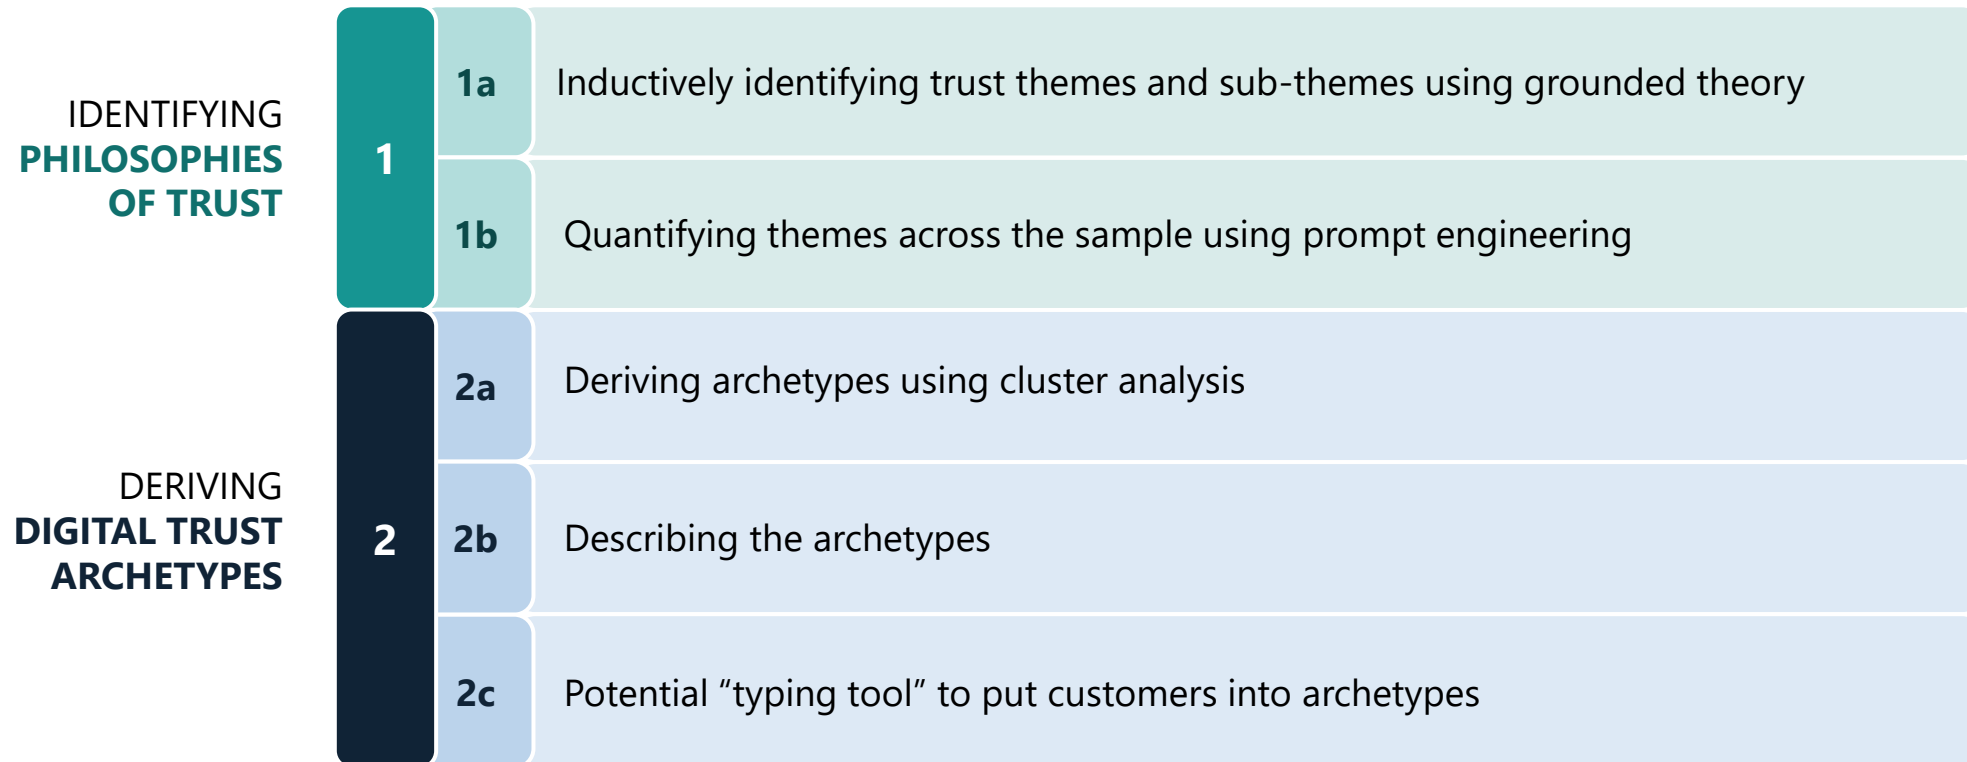 IDENTIFYING
PHILOSOPHIES
OF TRUST
1
1a
Inductively identifying trust themes and sub-themes using grounded theory
1b
Quantifying themes across the sample using prompt engineering
DERIVING
DIGITAL TRUST
ARCHETYPES
2
2a
Deriving archetypes using cluster analysis
2b
Describing the archetypes
2c
Potential “typing tool” to put customers into archetypes